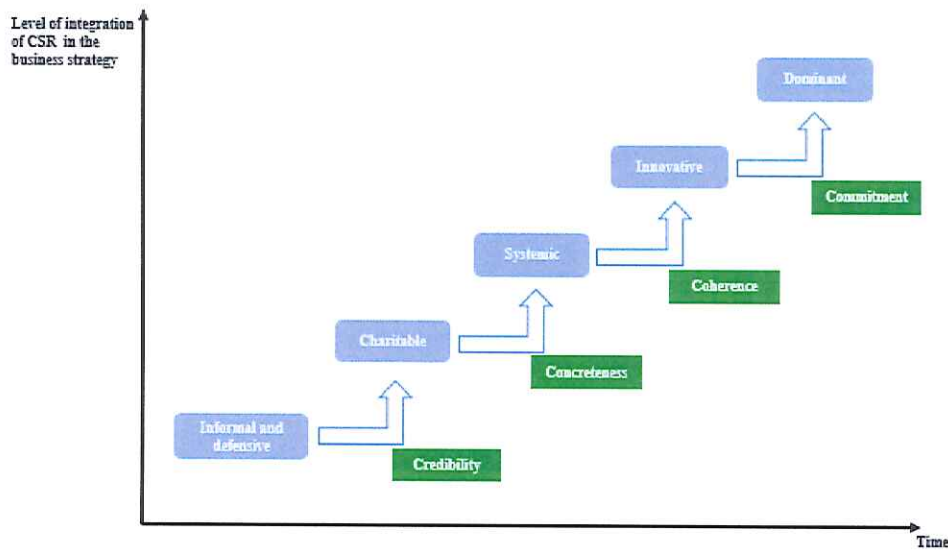 Level of integration
of CSR in the
business strategy
Dominant
Innovative
Commitment
Systemic
Coherence
Charitable
Concreteness
Informal and
defensive
Credibility
Time